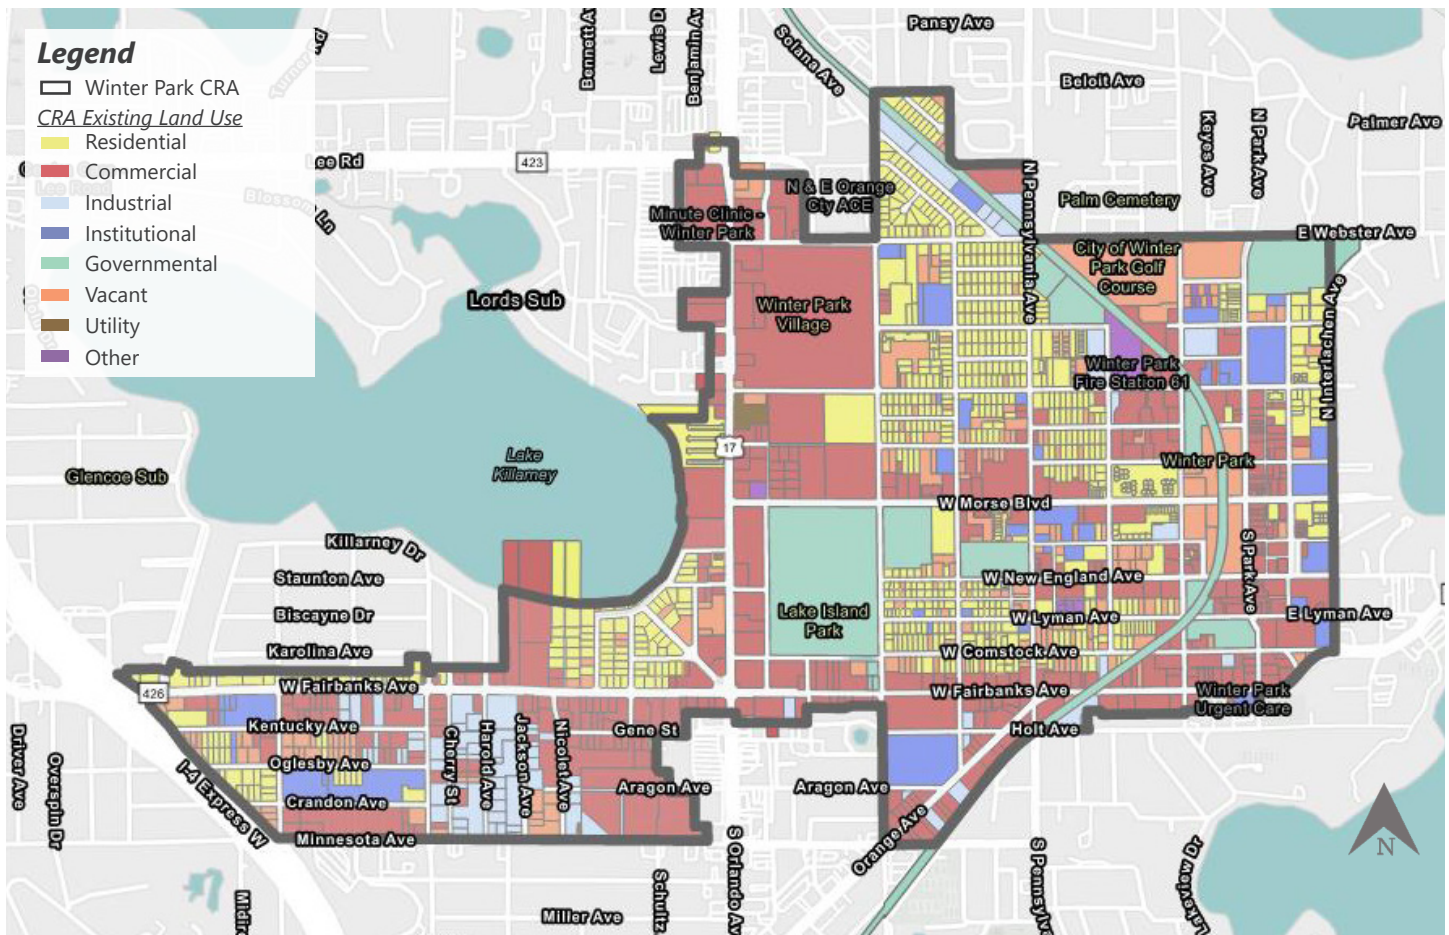 Legend
Winter Park CRA
CRA Existing Land Use
Residential
Commercial
Industrial
Institutional
Governmental
Vacant
Utility
Other
Bennett Av
Lewis D
Benjamin Av
Solana Ave
Pansy Ave
Beloit Ave
Keyes Ave
N Park Ave
Palmer Ave
Lee Rd
423
Blossom Ln
N & E Orange
Cty ACE
Minute Clinic -
Winter Park
N Pennsylvania Ave
Palm Cemetery
E Webster Ave
City of Winter
Park Golf
Course
Lords Sub
Winter Park
Village
N Interlachen Ave
Winter Park
Fire Station 61
17
Lake
Killarney
Glencoe Sub
Winter Park
W Morse Blvd
Killarney Dr
Staunton Ave
W New England Ave
S Park Ave
Biscayne Dr
Lake Island
Park
W Lyman Ave
E Lyman Ave
Karolina Ave
W Comstock Ave
426
W Fairbanks Ave
W Fairbanks Ave
Winter Park
Urgent Care
Kentucky Ave
Gene St
Holt Ave
Driver Ave
Overspin Dr
I-4 Express W
Oglesby Ave
Cherry St
Harold Ave
Jackson Ave
Nicolet Ave
Aragon Ave
Aragon Ave
Crandon Ave
Minnesota Ave
Orange Ave
S Orlando Av
S Pennsylv
Lakeview Dr
N
Schultz
Miller Ave